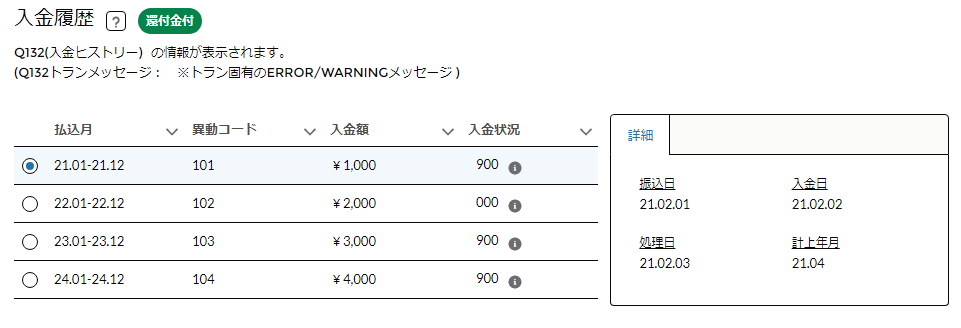 入金履歴 ? 還付金付
Q132(入金ヒストリー) の情報が表示されます。
(Q132トランメッセージ： ※トラン固有のERROR/WARNINGメッセージ )
払込月 異動コード 入金額 入金状況
21.01-21.12 101 ¥ 1,000 900
22.01-22.12 102 ¥ 2,000 000
23.01-23.12 103 ¥ 3,000 900
24.01-24.12 104 ¥ 4,000 900
詳細
振込日 入金日
21.02.01 21.02.02
処理日 計上年月
21.02.03 21.04